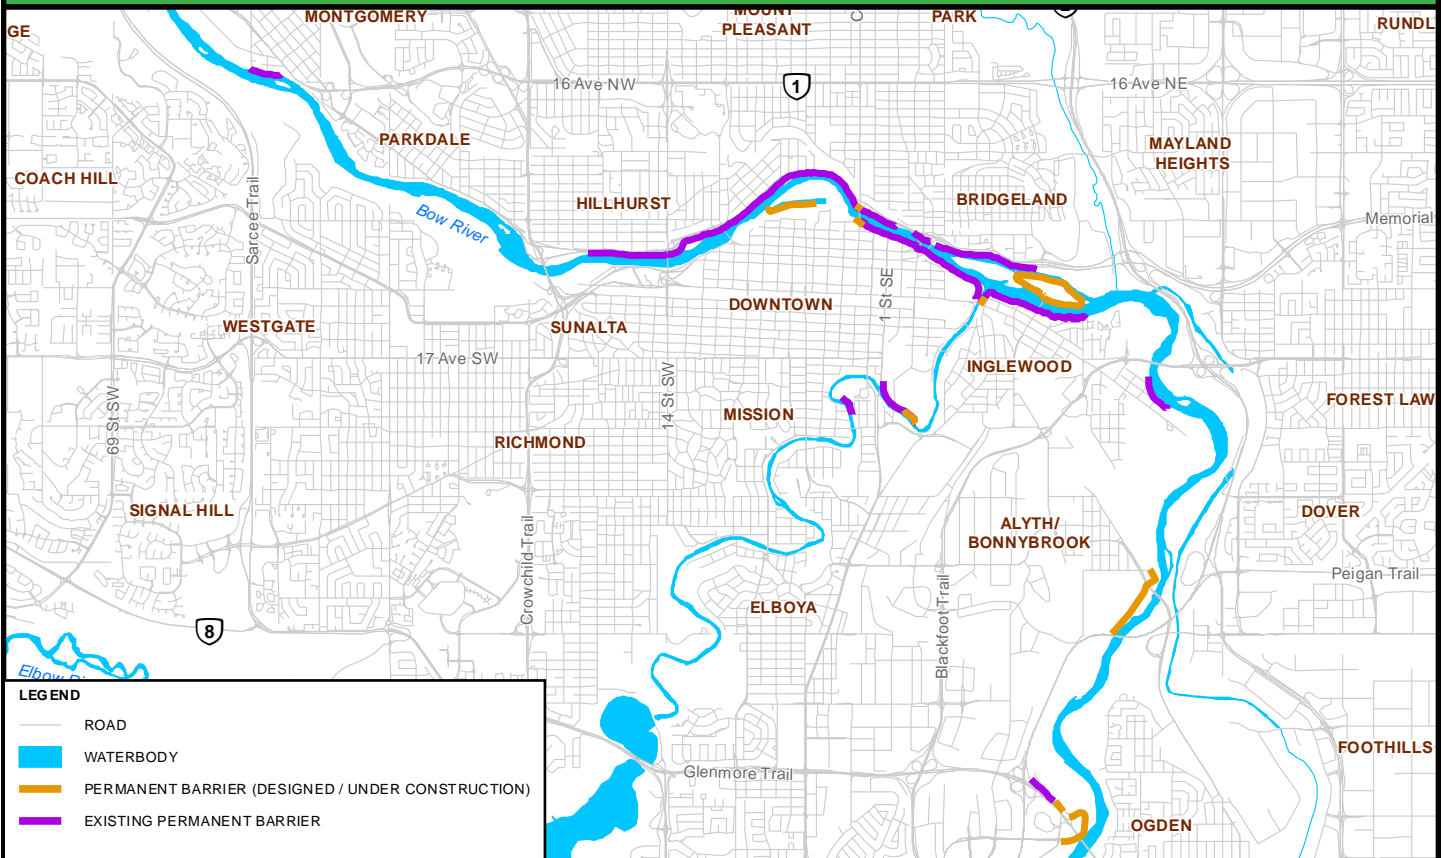 MONTGOMERY
MOUNT
PLEASANT
PARK
RUNDL
GE
16 Ave NW
1
16 Ave NE
PARKDALE
MAYLAND
HEIGHTS
COACH HILL
Sarcee Trail
HILLHURST
BRIDGELAND
Bow River
Memorial
1 St SE
DOWNTOWN
WESTGATE
SUNALTA
17 Ave SW
INGLEWOOD
69 St SW
14 St SW
MISSION
FOREST LAW
RICHMOND
SIGNAL HILL
ALYTH/
BONNYBROOK
DOVER
Crowchild Trail
Peigan Trail
ELBOYA
Blackfoot Trail
8
Elbow Ri
FOOTHILLS
Glenmore Trail
OGDEN
LEGEND
ROAD
WATERBODY
PERMANENT BARRIER (DESIGNED / UNDER CONSTRUCTION)
EXISTING PERMANENT BARRIER